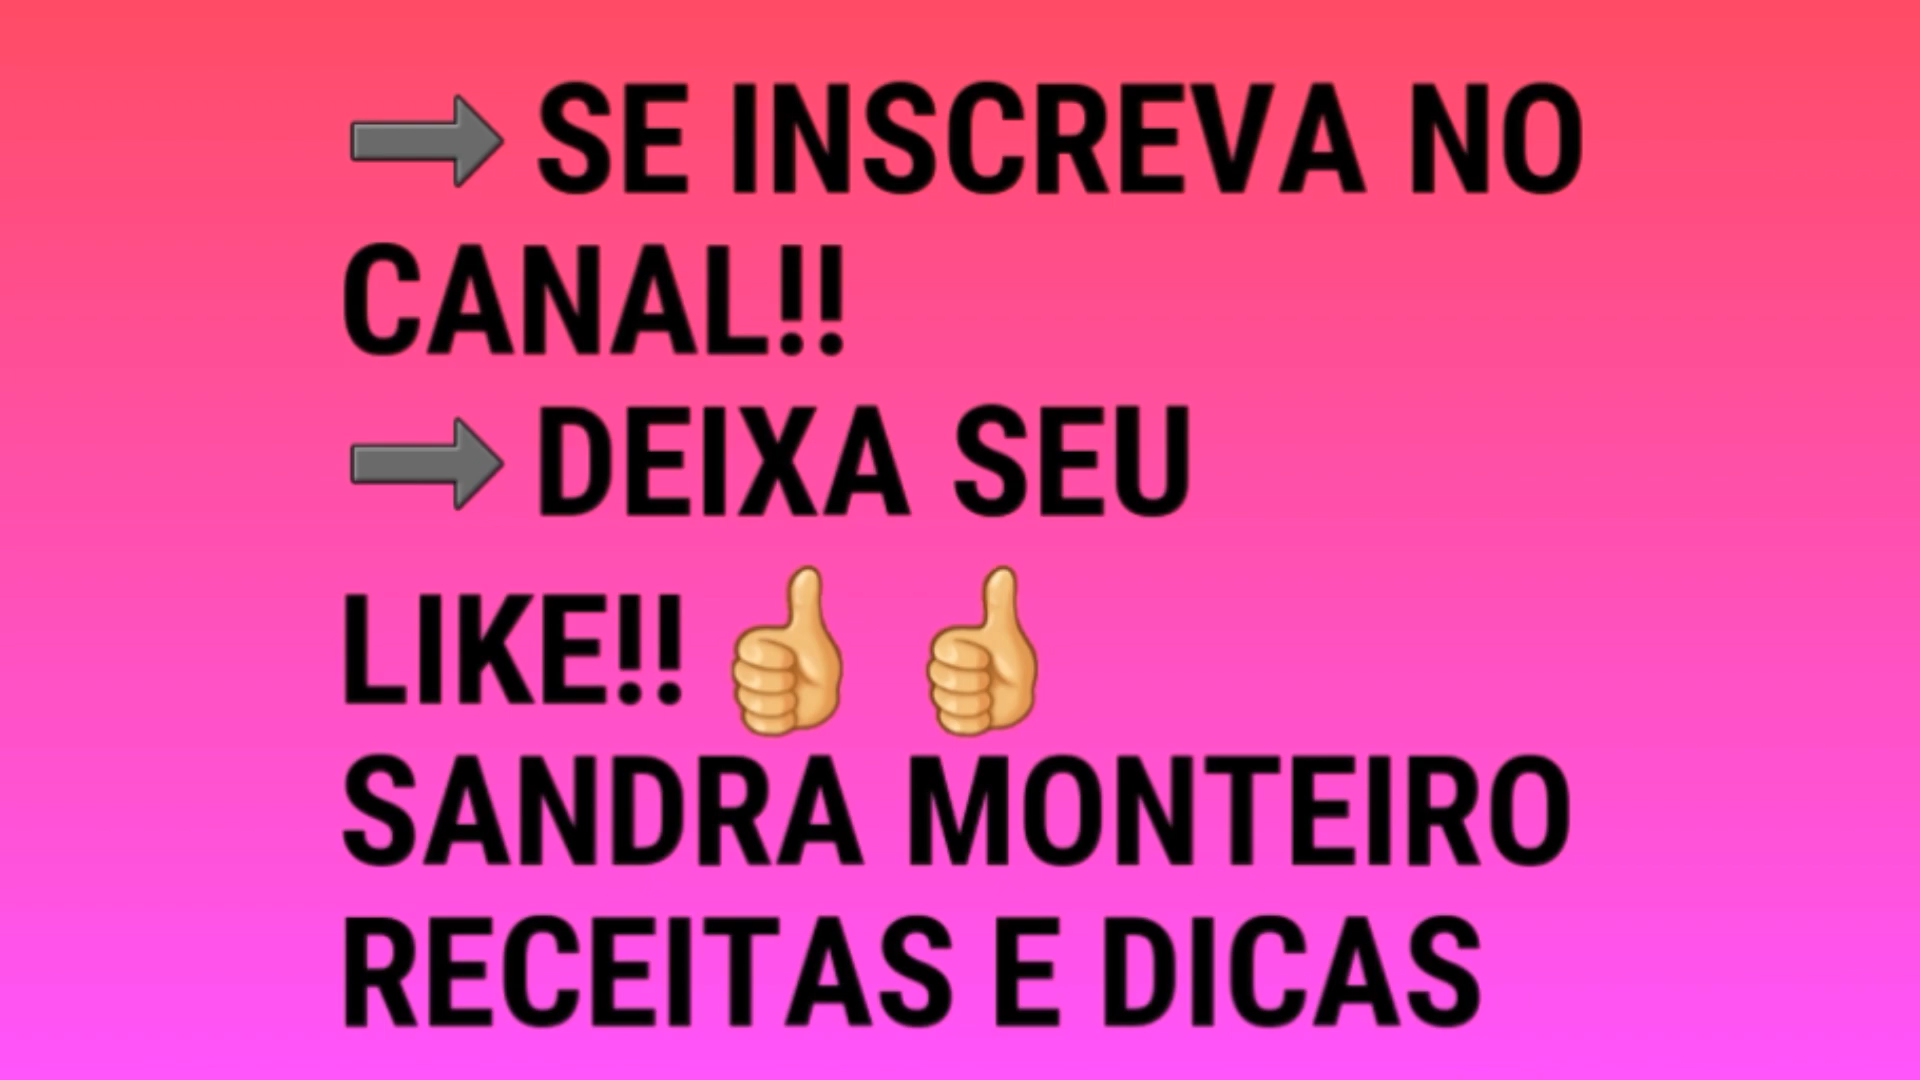 ➡ SE INSCREVA NO
CANAL!!
➡ DEIXA SEU
LIKE!! 👍 👍
SANDRA MONTEIRO
RECEITAS E DICAS